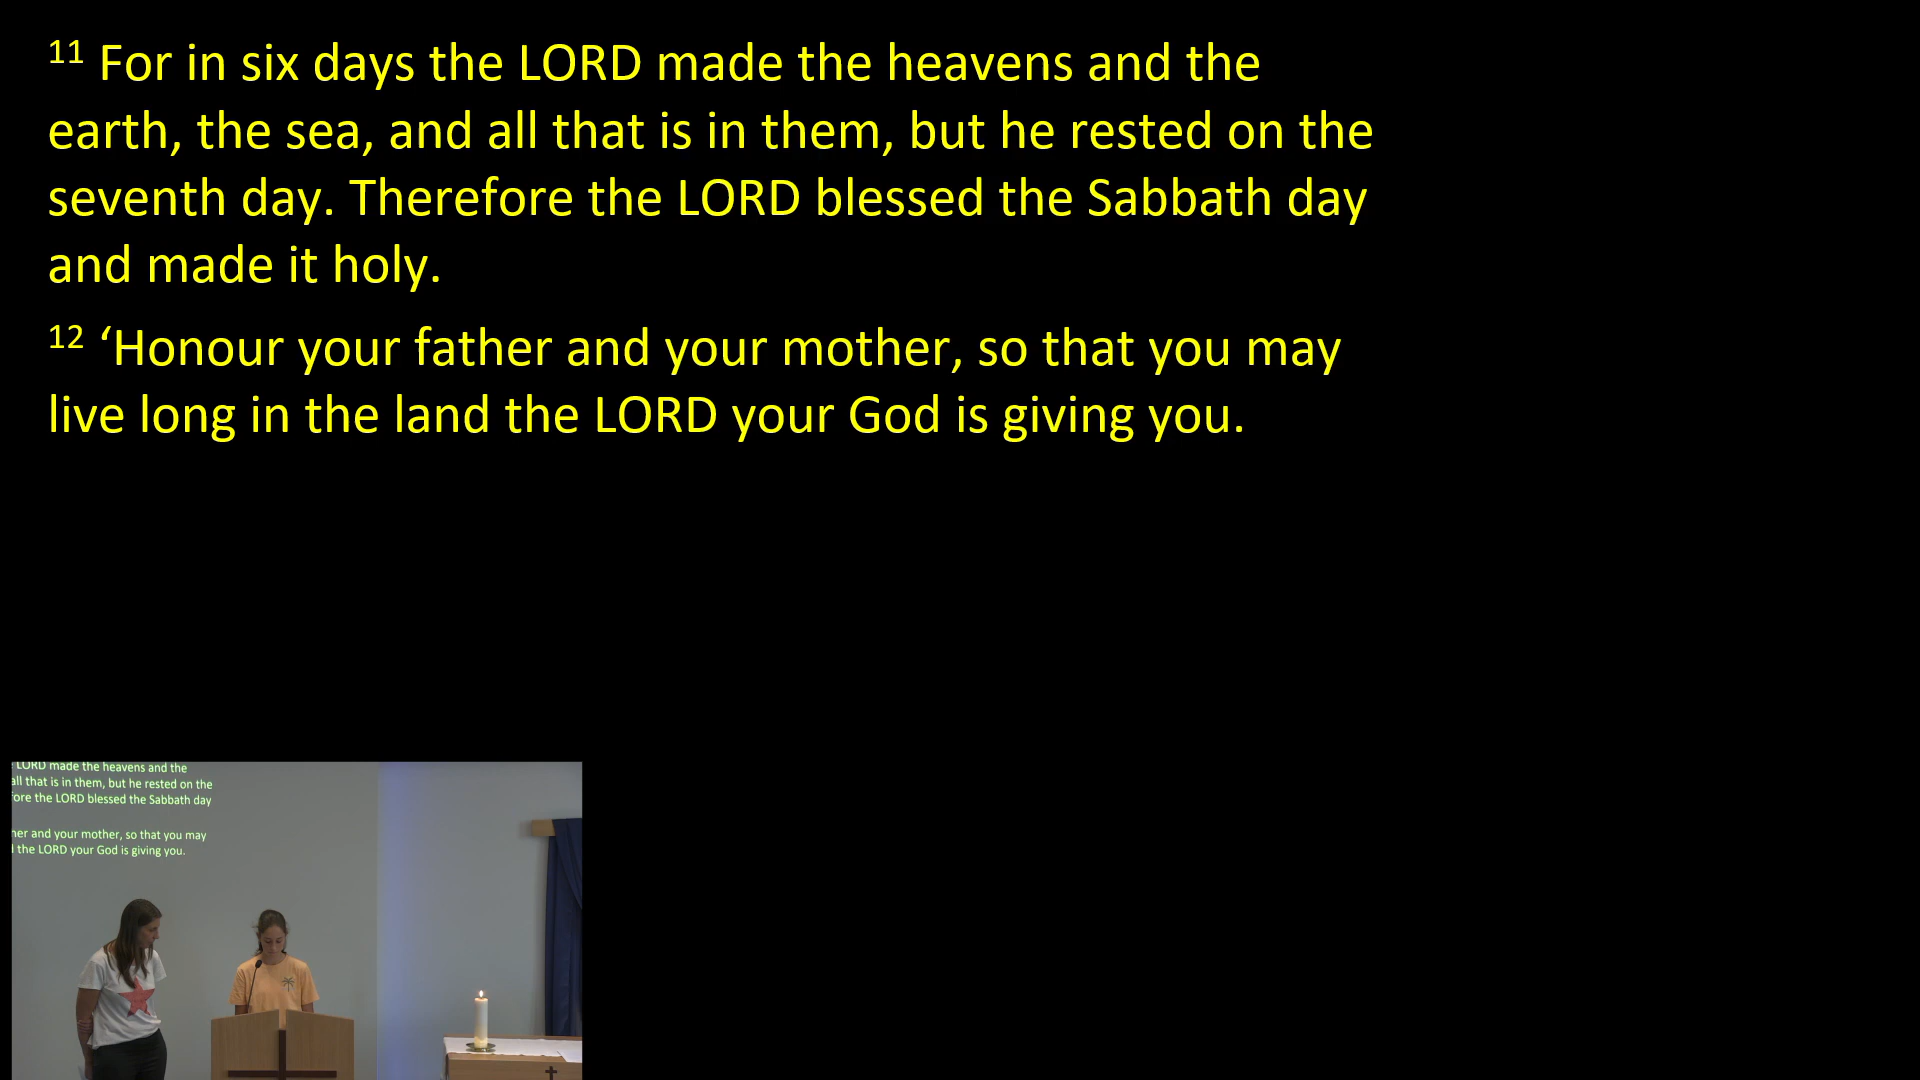 11 For in six days the LORD made the heavens and the
earth, the sea, and all that is in them, but he rested on the
seventh day. Therefore the LORD blessed the Sabbath day
and made it holy.
12 ‘Honour your father and your mother, so that you may
live long in the land the LORD your God is giving you.
LORD made the heavens and the
all that is in them, but he rested on the
ore the LORD blessed the Sabbath day
her and your mother, so that you may
the LORD your God is giving you.